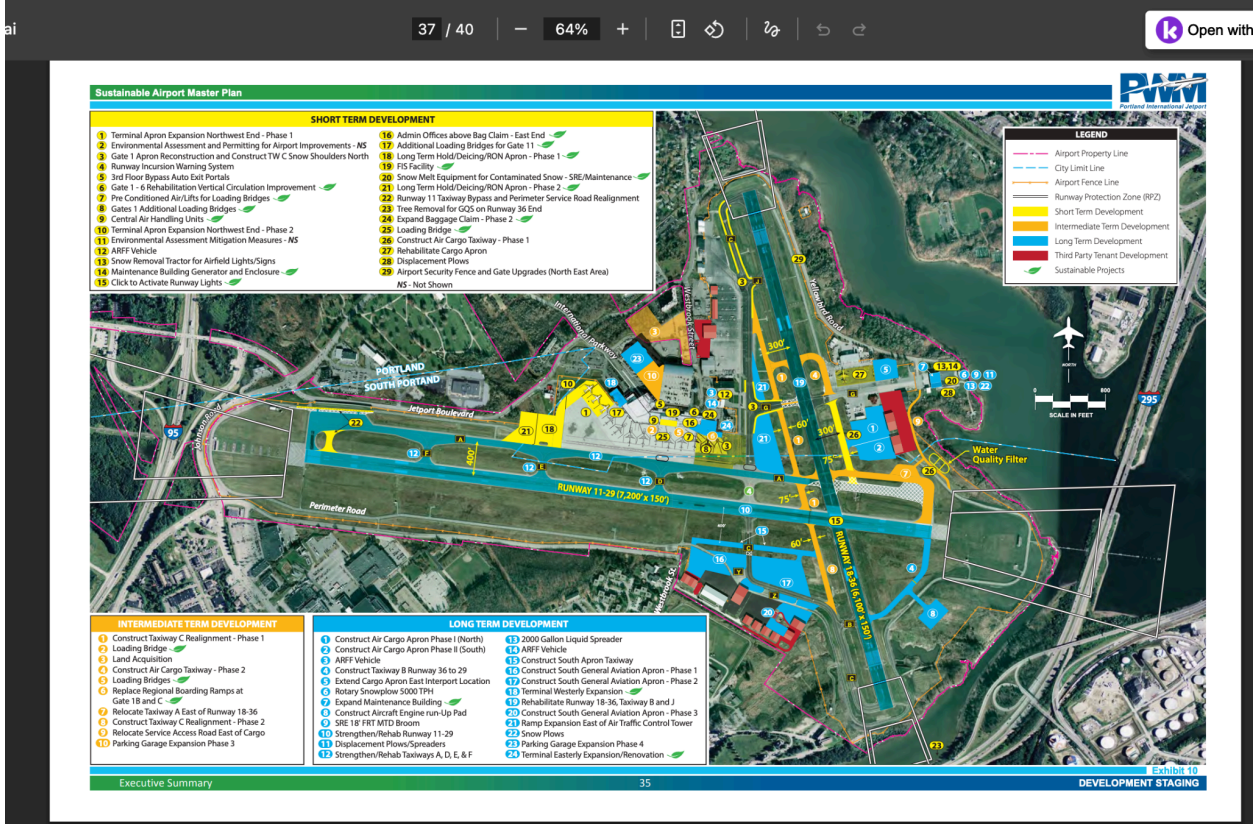 ai
37 / 40
64%
Open with
Sustainable Airport Master Plan
PWM
Portland International Jetport
SHORT TERM DEVELOPMENT
1 Terminal Apron Expansion Northwest End - Phase 1
2 Environmental Assessment and Permitting for Airport Improvements - NS
3 Gate 1 Apron Reconstruction and Construct TW C Snow Shoulders North
4 Runway Incursion Warning System
5 3rd Floor Bypass Auto Exit Portals
6 Gate 1 - 6 Rehabilitation Vertical Circulation Improvement
7 Pre Conditioned Air/Lifts for Loading Bridges
8 Gates 1 Additional Loading Bridges
9 Central Air Handling Units
10 Terminal Apron Expansion Northwest End - Phase 2
11 Environmental Assessment Mitigation Measures - NS
12 ARFF Vehicle
13 Snow Removal Tractor for Airfield Lights/Signs
14 Maintenance Building Generator and Enclosure
15 Click to Activate Runway Lights
16 Admin Offices above Bag Claim - East End
17 Additional Loading Bridges for Gate 11
18 Long Term Hold/Deicing/RON Apron - Phase 1
19 FIS Facility
20 Snow Melt Equipment for Contaminated Snow - SRE/Maintenance
21 Long Term Hold/Deicing/RON Apron - Phase 2
22 Runway 11 Taxiway Bypass and Perimeter Service Road Realignment
23 Tree Removal for GQS on Runway 36 End
24 Expand Baggage Claim - Phase 2
25 Loading Bridge
26 Construct Air Cargo Taxiway - Phase 1
27 Rehabilitate Cargo Apron
28 Displacement Plows
29 Airport Security Fence and Gate Upgrades (North East Area)
NS - Not Shown
LEGEND
Airport Property Line
City Limit Line
Airport Fence Line
Runway Protection Zone (RPZ)
Short Term Development
Intermediate Term Development
Long Term Development
Third Party Tenant Development
Sustainable Projects
NORTH
0 800
SCALE IN FEET
International Parkway
Westbrook Street
Yellowbird Road
PORTLAND
SOUTH PORTLAND
Jetport Boulevard
Johnson Road
95
295
300'
400'
60'
300'
75'
75'
60'
Water
Quality Filter
RUNWAY 11-29 (7,200' x 150')
RUNWAY 18-36 (6,100' x 150')
Perimeter Road
Westbrook St.
INTERMEDIATE TERM DEVELOPMENT
1 Construct Taxiway C Realignment - Phase 1
2 Loading Bridge
3 Land Acquisition
4 Construct Air Cargo Taxiway - Phase 2
5 Loading Bridges
6 Replace Regional Boarding Ramps at
Gate 1B and C
7 Relocate Taxiway A East of Runway 18-36
8 Construct Taxiway C Realignment - Phase 2
9 Relocate Service Access Road East of Cargo
10 Parking Garage Expansion Phase 3
LONG TERM DEVELOPMENT
1 Construct Air Cargo Apron Phase I (North)
2 Construct Air Cargo Apron Phase II (South)
3 ARFF Vehicle
4 Construct Taxiway B Runway 36 to 29
5 Extend Cargo Apron East Interport Location
6 Rotary Snowplow 5000 TPH
7 Expand Maintenance Building
8 Construct Aircraft Engine run-Up Pad
9 SRE 18' FRT MTD Broom
10 Strengthen/Rehab Runway 11-29
11 Displacement Plows/Spreaders
12 Strengthen/Rehab Taxiways A, D, E, & F
13 2000 Gallon Liquid Spreader
14 ARFF Vehicle
15 Construct South Apron Taxiway
16 Construct South General Aviation Apron - Phase 1
17 Construct South General Aviation Apron - Phase 2
18 Terminal Westerly Expansion
19 Rehabilitate Runway 18-36, Taxiway B and J
20 Construct South General Aviation Apron - Phase 3
21 Ramp Expansion East of Air Traffic Control Tower
22 Snow Plows
23 Parking Garage Expansion Phase 4
24 Terminal Easterly Expansion/Renovation
Exhibit 10
Executive Summary
35
DEVELOPMENT STAGING